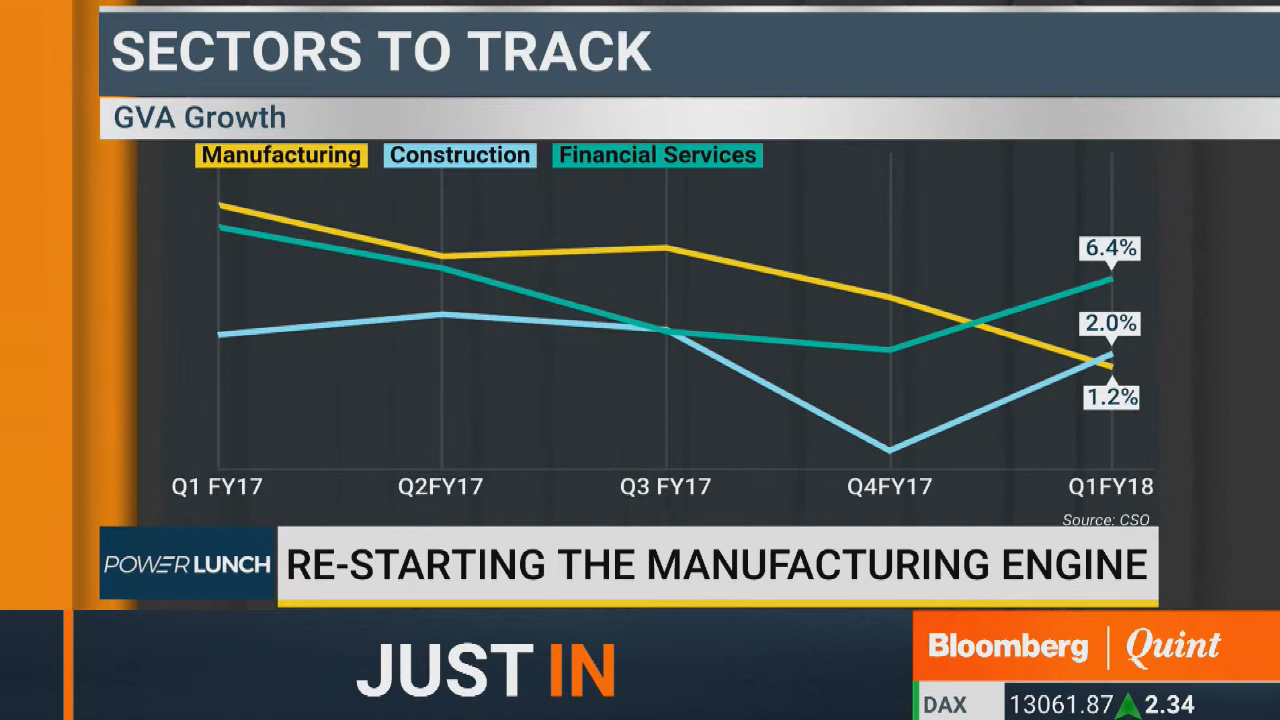 SECTORS TO TRACK
GVA Growth
Manufacturing Construction Financial Services
6.4%
2.0%
1.2%
Q1 FY17 Q2FY17 Q3 FY17 Q4FY17 Q1FY18
Source: CSO
POWER LUNCH RE-STARTING THE MANUFACTURING ENGINE
JUST IN
Bloomberg | Quint
DAX 13061.87 2.34